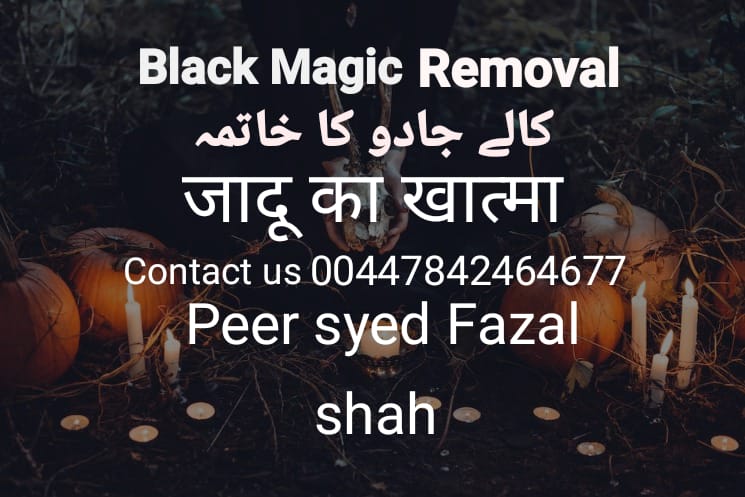 Black Magic Removal
کالے جادو کا خاتمہ
जादू का खात्मा
Contact us 00447842464677
Peer syed Fazal
shah